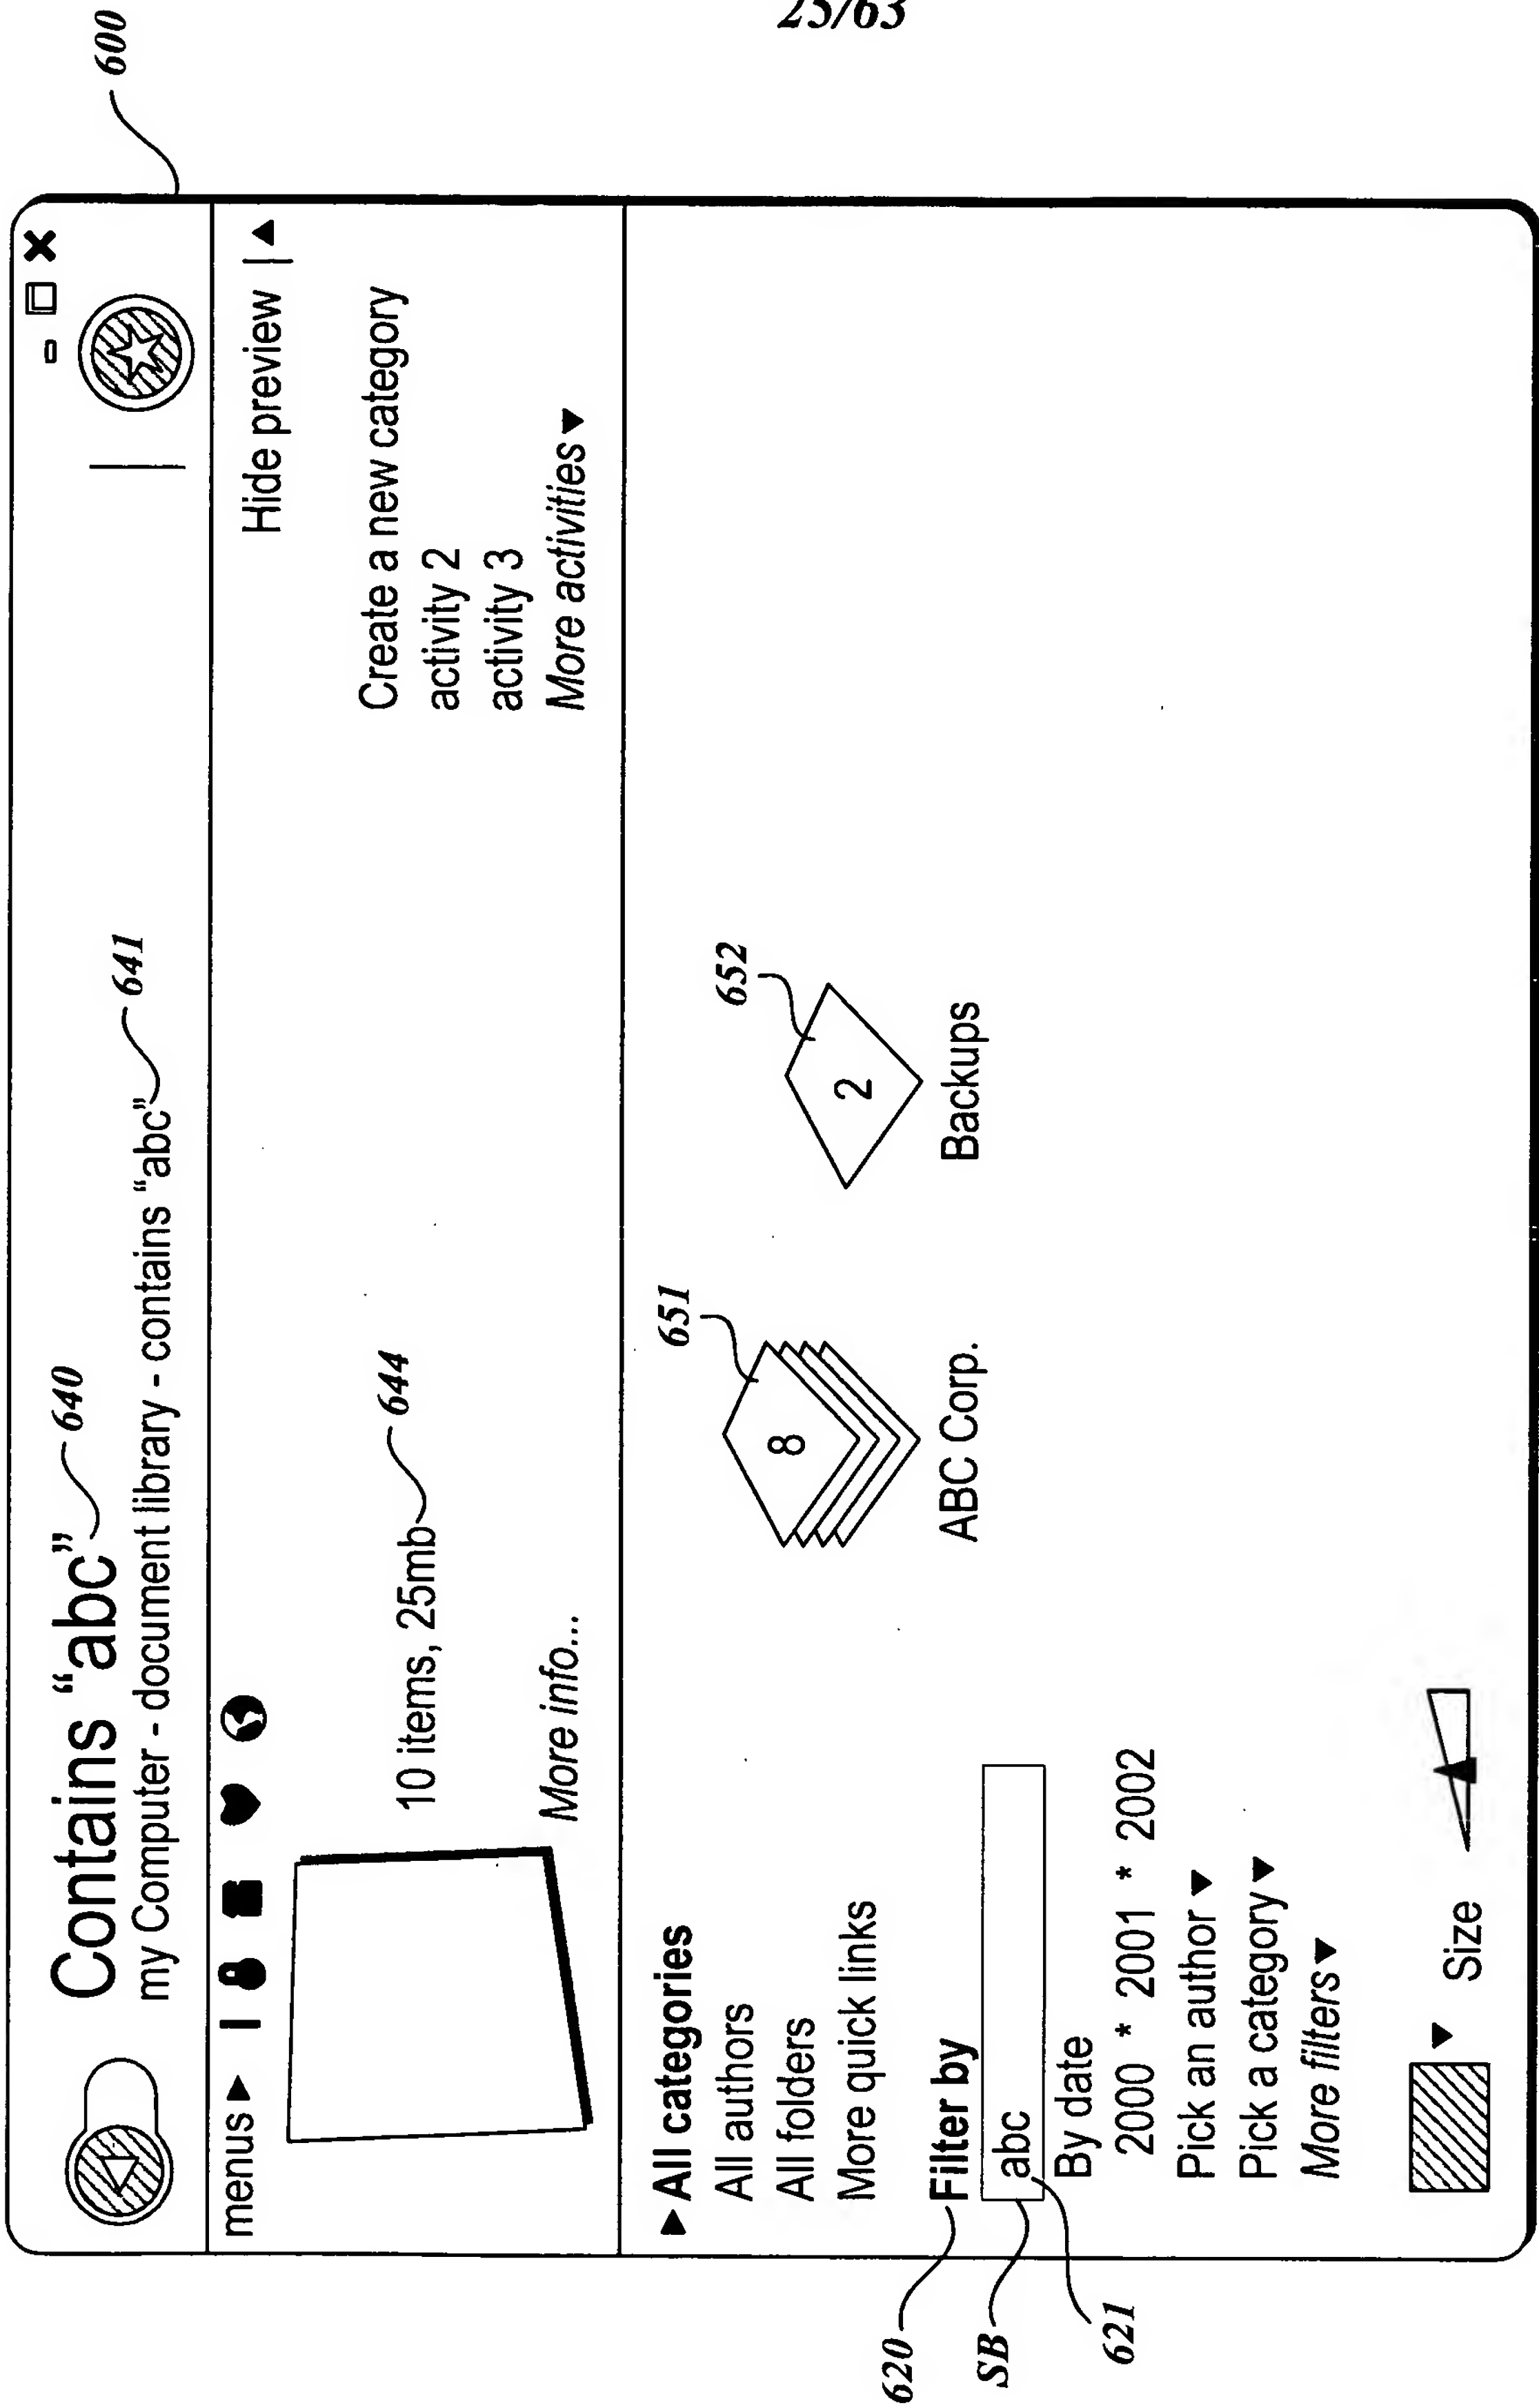 25/63
600
Contains “abc” 640
my Computer - document library - contains “abc” 641
menus
Hide preview
10 items, 25mb 644
More info...
Create a new category
activity 2
activity 3
More activities
All categories
All authors
All folders
More quick links
620 Filter by
SB
abc
621
By date
2000 * 2001 * 2002
Pick an author
Pick a category
More filters
Size
651
8
ABC Corp.
652
2
Backups